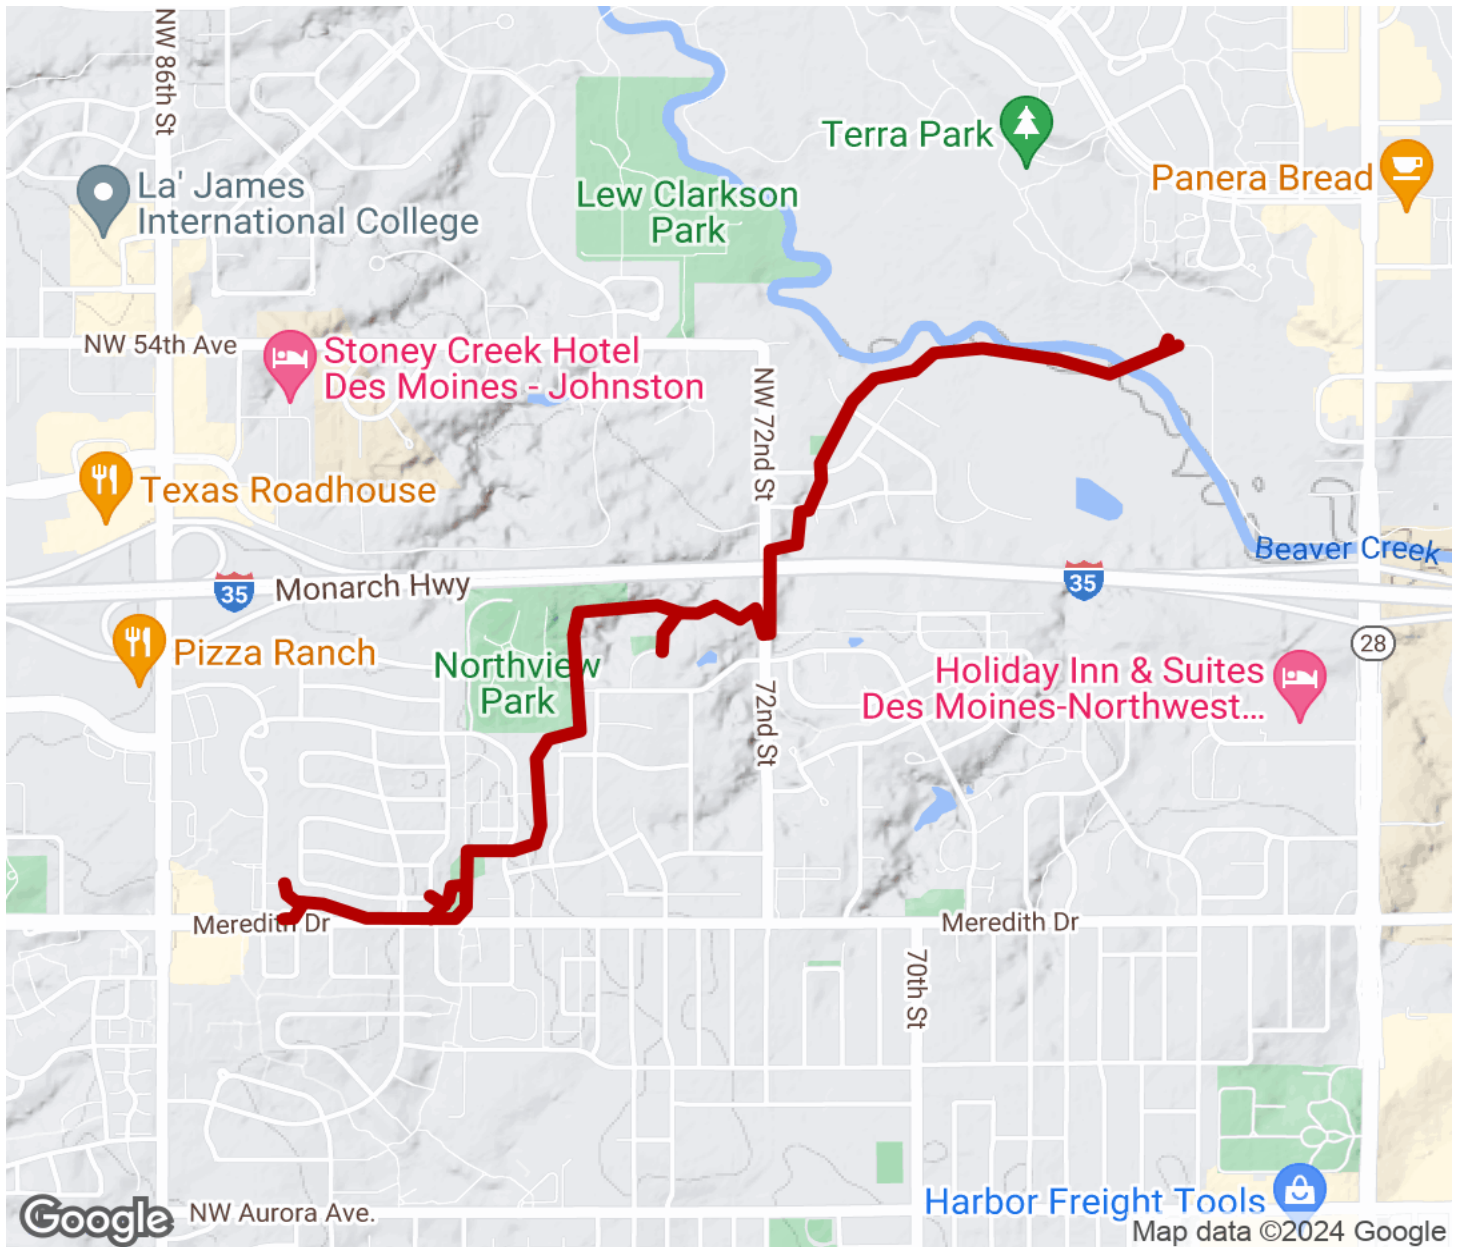 NW 86th St
Terra Park
Panera Bread
La' James
International College
Lew Clarkson
Park
NW 54th Ave
Stoney Creek Hotel
Des Moines - Johnston
NW 72nd St
Texas Roadhouse
Beaver Creek
35
Monarch Hwy
35
Pizza Ranch
28
Northview
Park
Holiday Inn & Suites
Des Moines-Northwest...
72nd St
Meredith Dr
Meredith Dr
70th St
Harbor Freight Tools
Google
NW Aurora Ave.
Map data ©2024 Google